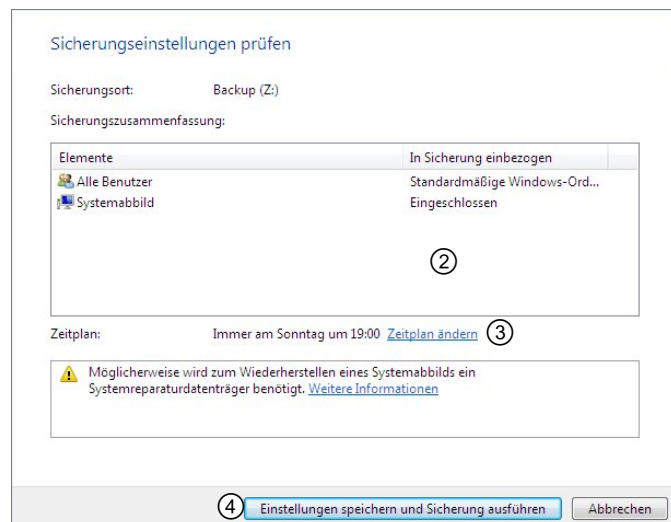 Sicherungseinstellungen prüfen
Sicherungsort: Backup (Z:)
Sicherungszusammenfassung:
Elemente In Sicherung einbezogen
Alle Benutzer Standardmäßige Windows-Ord...
Systemabbild Eingeschlossen
②
Zeitplan: Immer am Sonntag um 19:00 Zeitplan ändern ③
Möglicherweise wird zum Wiederherstellen eines Systemabbilds ein
Systemreparaturdatenträger benötigt. Weitere Informationen
④ Einstellungen speichern und Sicherung ausführen Abbrechen